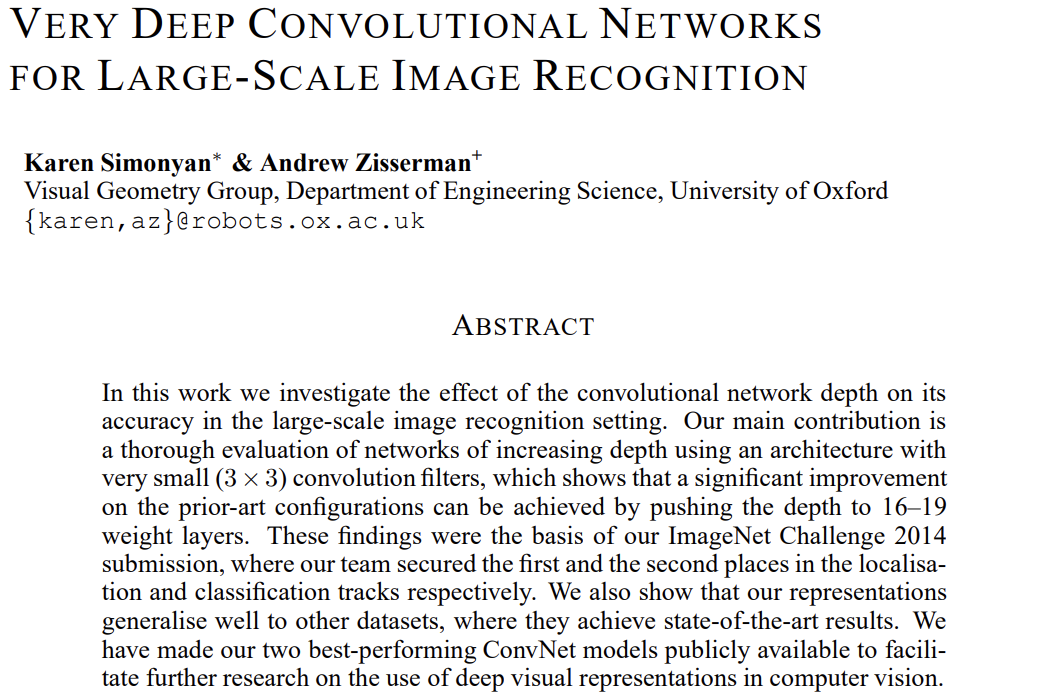 VERY DEEP CONVOLUTIONAL NETWORKS
FOR LARGE-SCALE IMAGE RECOGNITION
Karen Simonyan* & Andrew Zisserman+
Visual Geometry Group, Department of Engineering Science, University of Oxford
{karen,az}@robots.ox.ac.uk
ABSTRACT
In this work we investigate the effect of the convolutional network depth on its
accuracy in the large-scale image recognition setting. Our main contribution is
a thorough evaluation of networks of increasing depth using an architecture with
very small (3 × 3) convolution filters, which shows that a significant improvement
on the prior-art configurations can be achieved by pushing the depth to 16–19
weight layers. These findings were the basis of our ImageNet Challenge 2014
submission, where our team secured the first and the second places in the localisa-
tion and classification tracks respectively. We also show that our representations
generalise well to other datasets, where they achieve state-of-the-art results. We
have made our two best-performing ConvNet models publicly available to facili-
tate further research on the use of deep visual representations in computer vision.